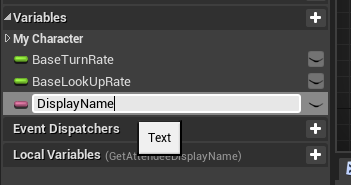 Variables
My Character
BaseTurnRate
BaseLookUpRate
DisplayName
Event Dispatchers
Text
Local Variables (GetAttendeeDisplayName)